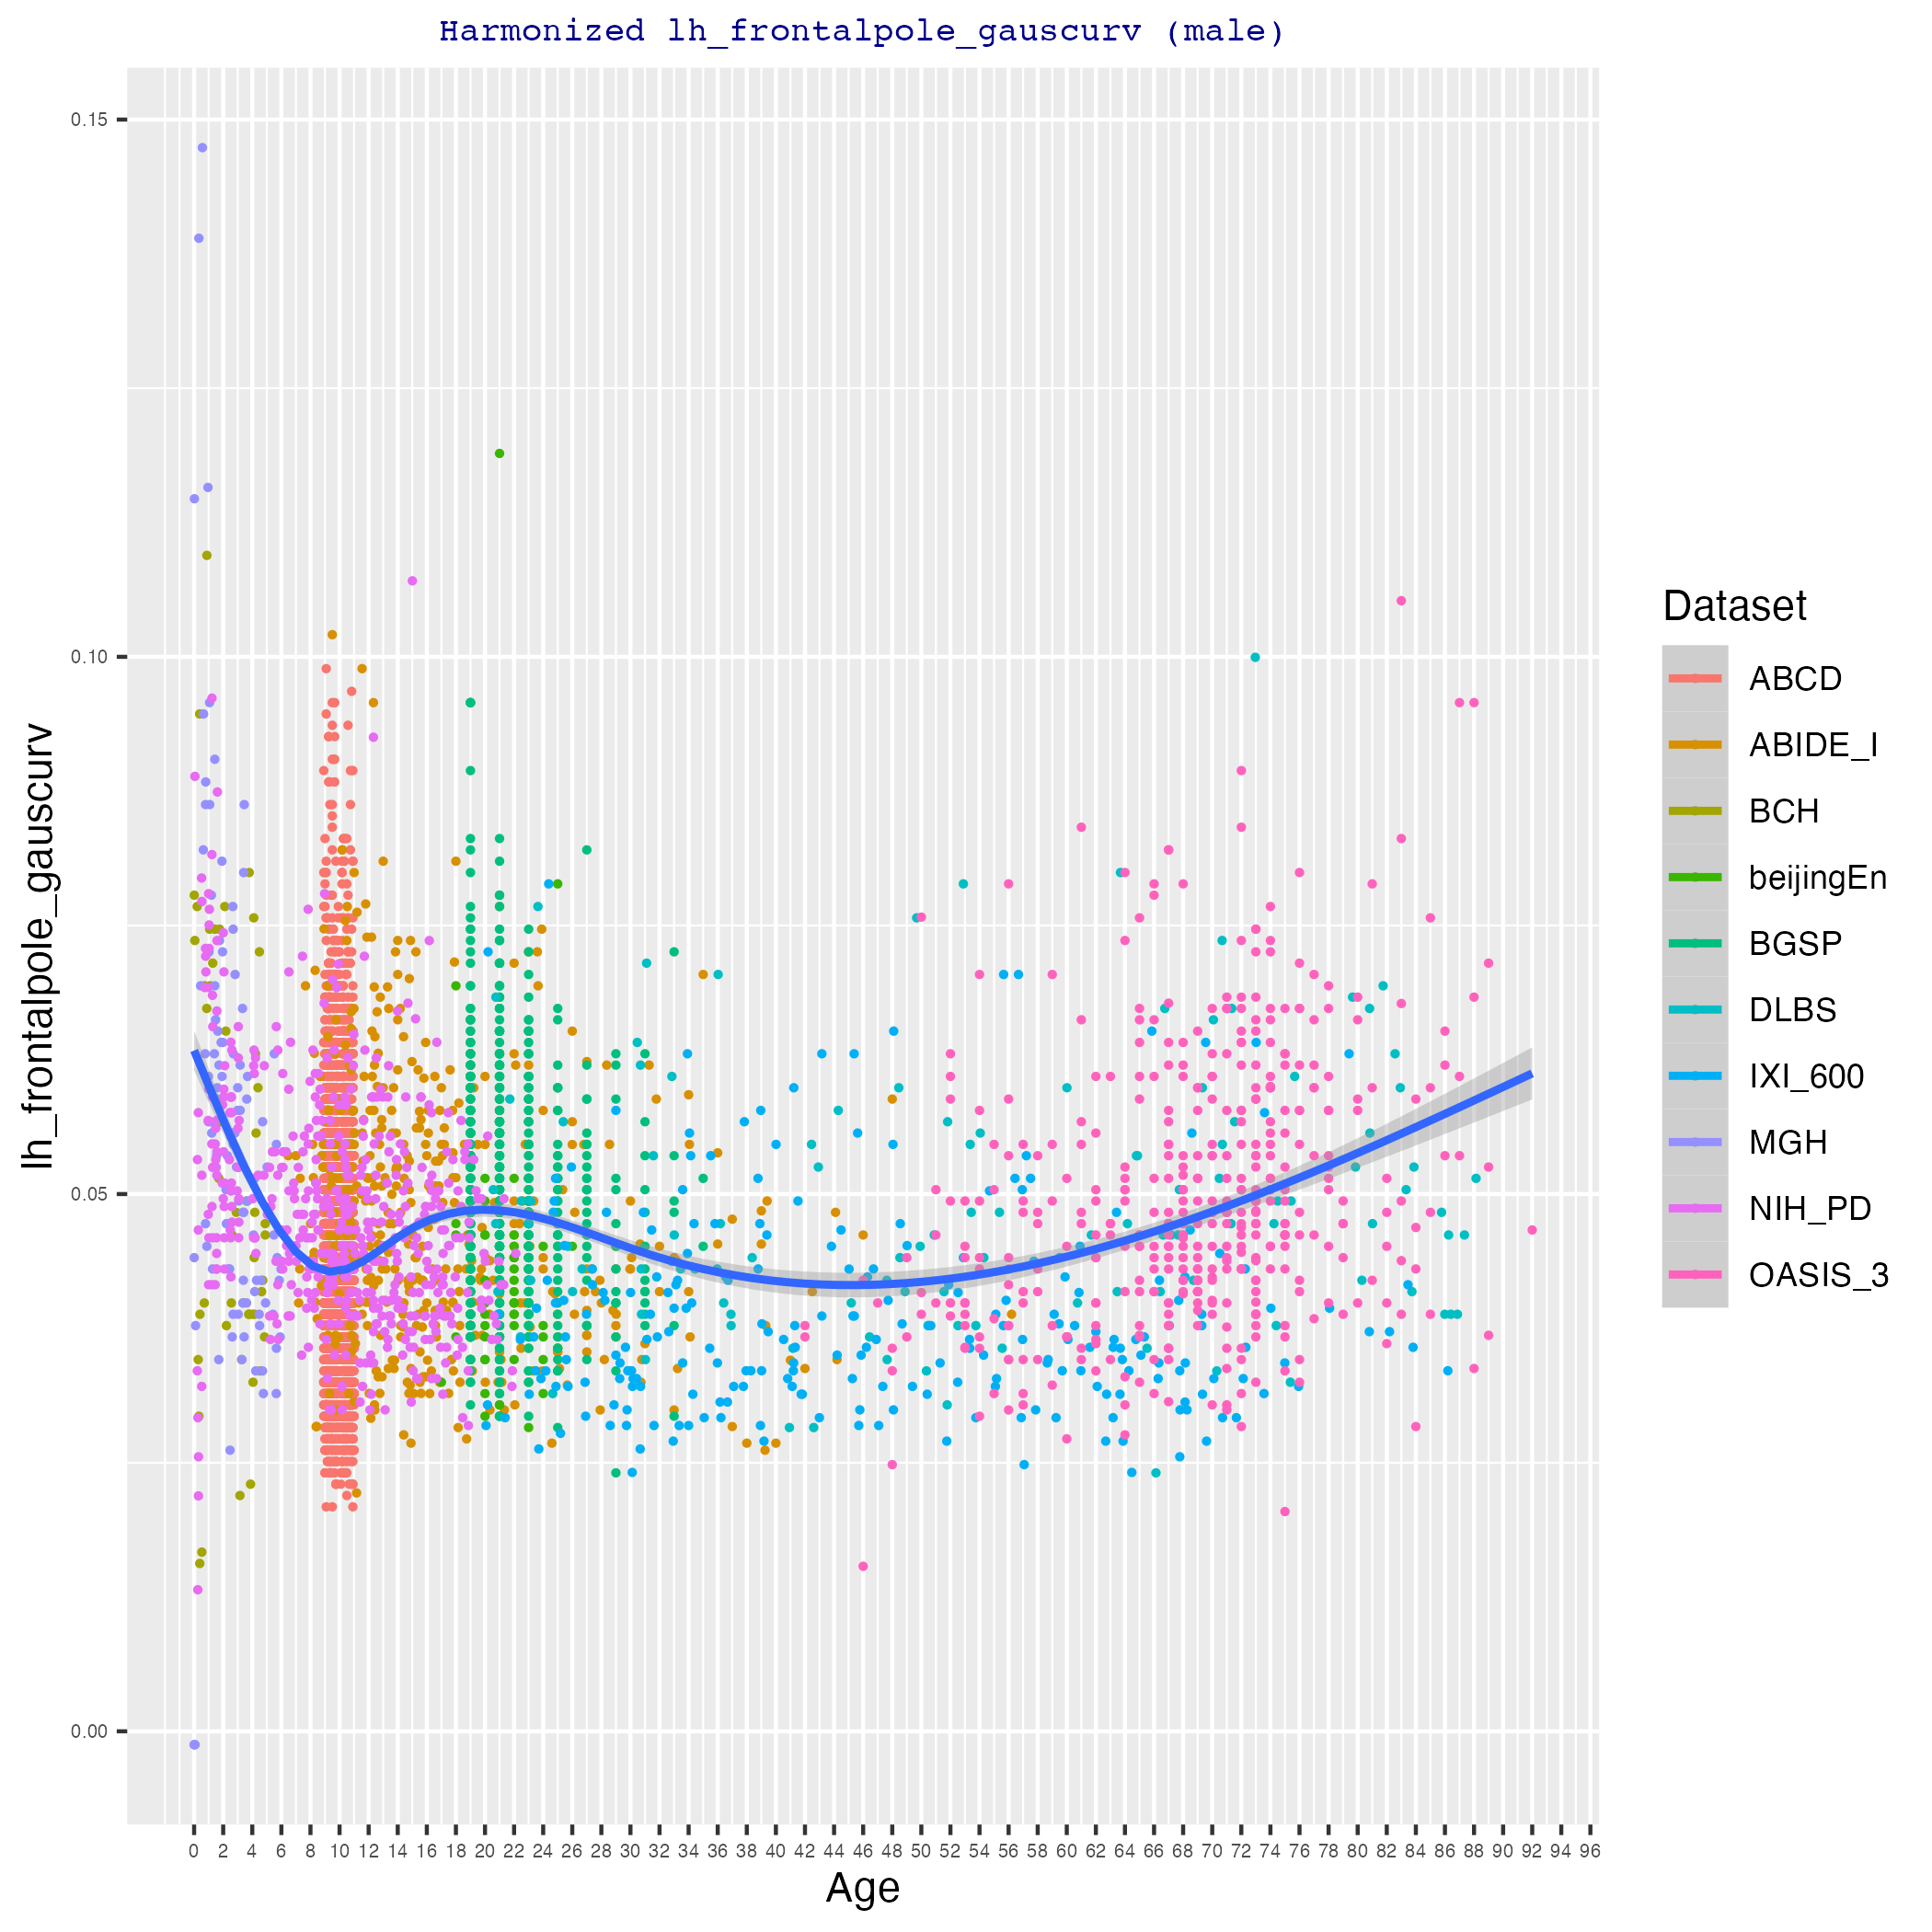 Harmonized lh_frontalpole_gauscurv (male)
0.15
0.10
0.05
0.00
lh_frontalpole_gauscurv
0 2 4 6 8 10 12 14 16 18 20 22 24 26 28 30 32 34 36 38 40 42 44 46 48 50 52 54 56 58 60 62 64 66 68 70 72 74 76 78 80 82 84 86 88 90 92 94 96
Age
Dataset
ABCD
ABIDE_I
BCH
beijingEn
BGSP
DLBS
IXI_600
MGH
NIH_PD
OASIS_3